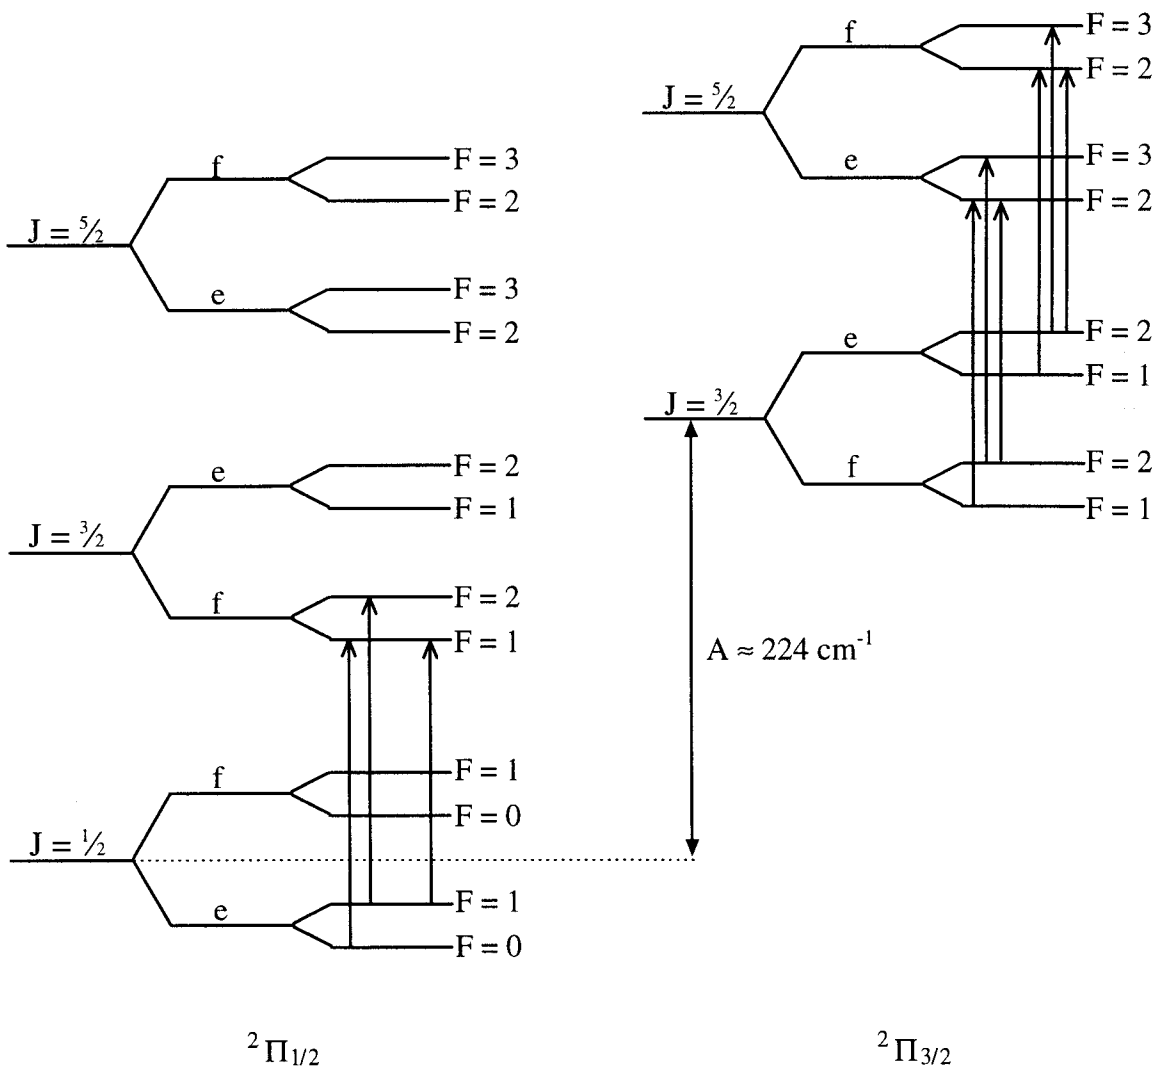 f
F = 3
F = 2
J = 5/2
e
F = 3
F = 2
e
F = 2
F = 1
J = 3/2
f
F = 2
F = 1
f
F = 3
F = 2
J = 5/2
e
F = 3
F = 2
e
F = 2
F = 1
J = 3/2
f
F = 2
F = 1
A ≈ 224 cm⁻¹
f
F = 1
F = 0
J = 1/2
e
F = 1
F = 0
²Π1/2
²Π3/2